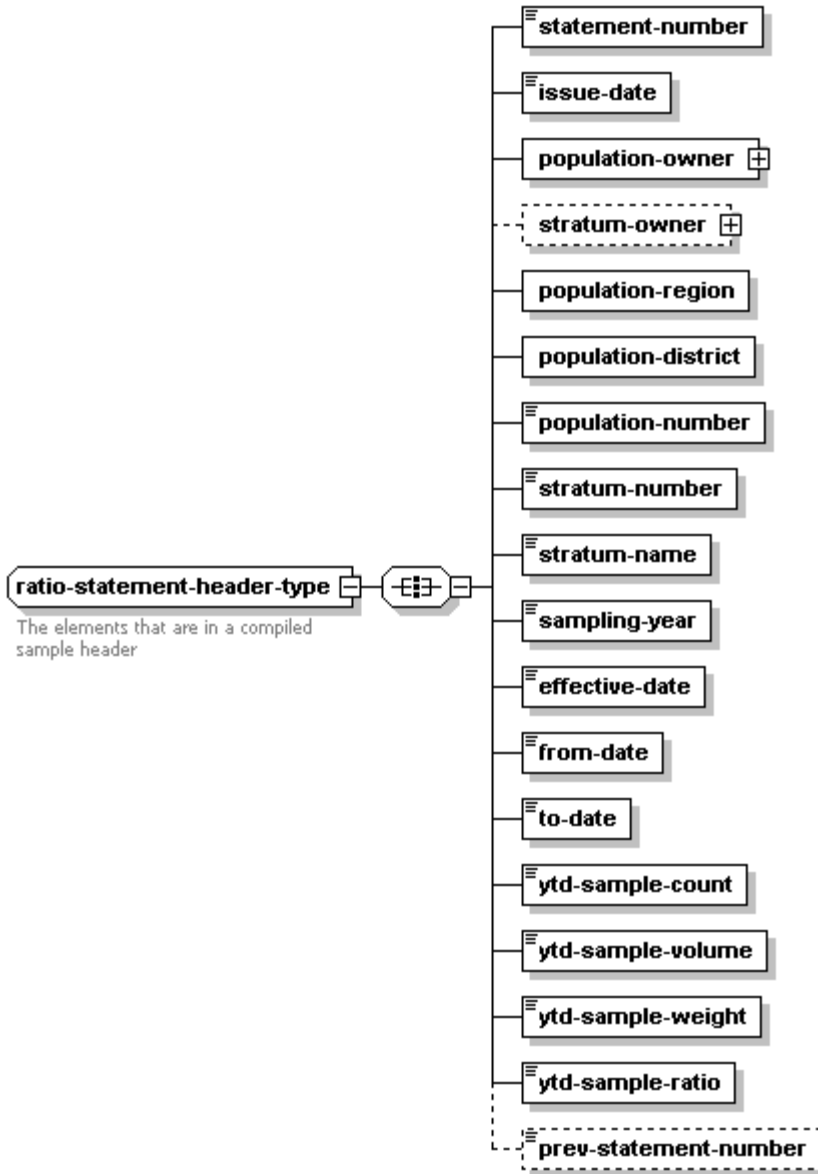 statement-number
issue-date
population-owner
stratum-owner
population-region
population-district
population-number
stratum-number
stratum-name
ratio-statement-header-type
The elements that are in a compiled
sample header
sampling-year
effective-date
from-date
to-date
ytd-sample-count
ytd-sample-volume
ytd-sample-weight
ytd-sample-ratio
prev-statement-number